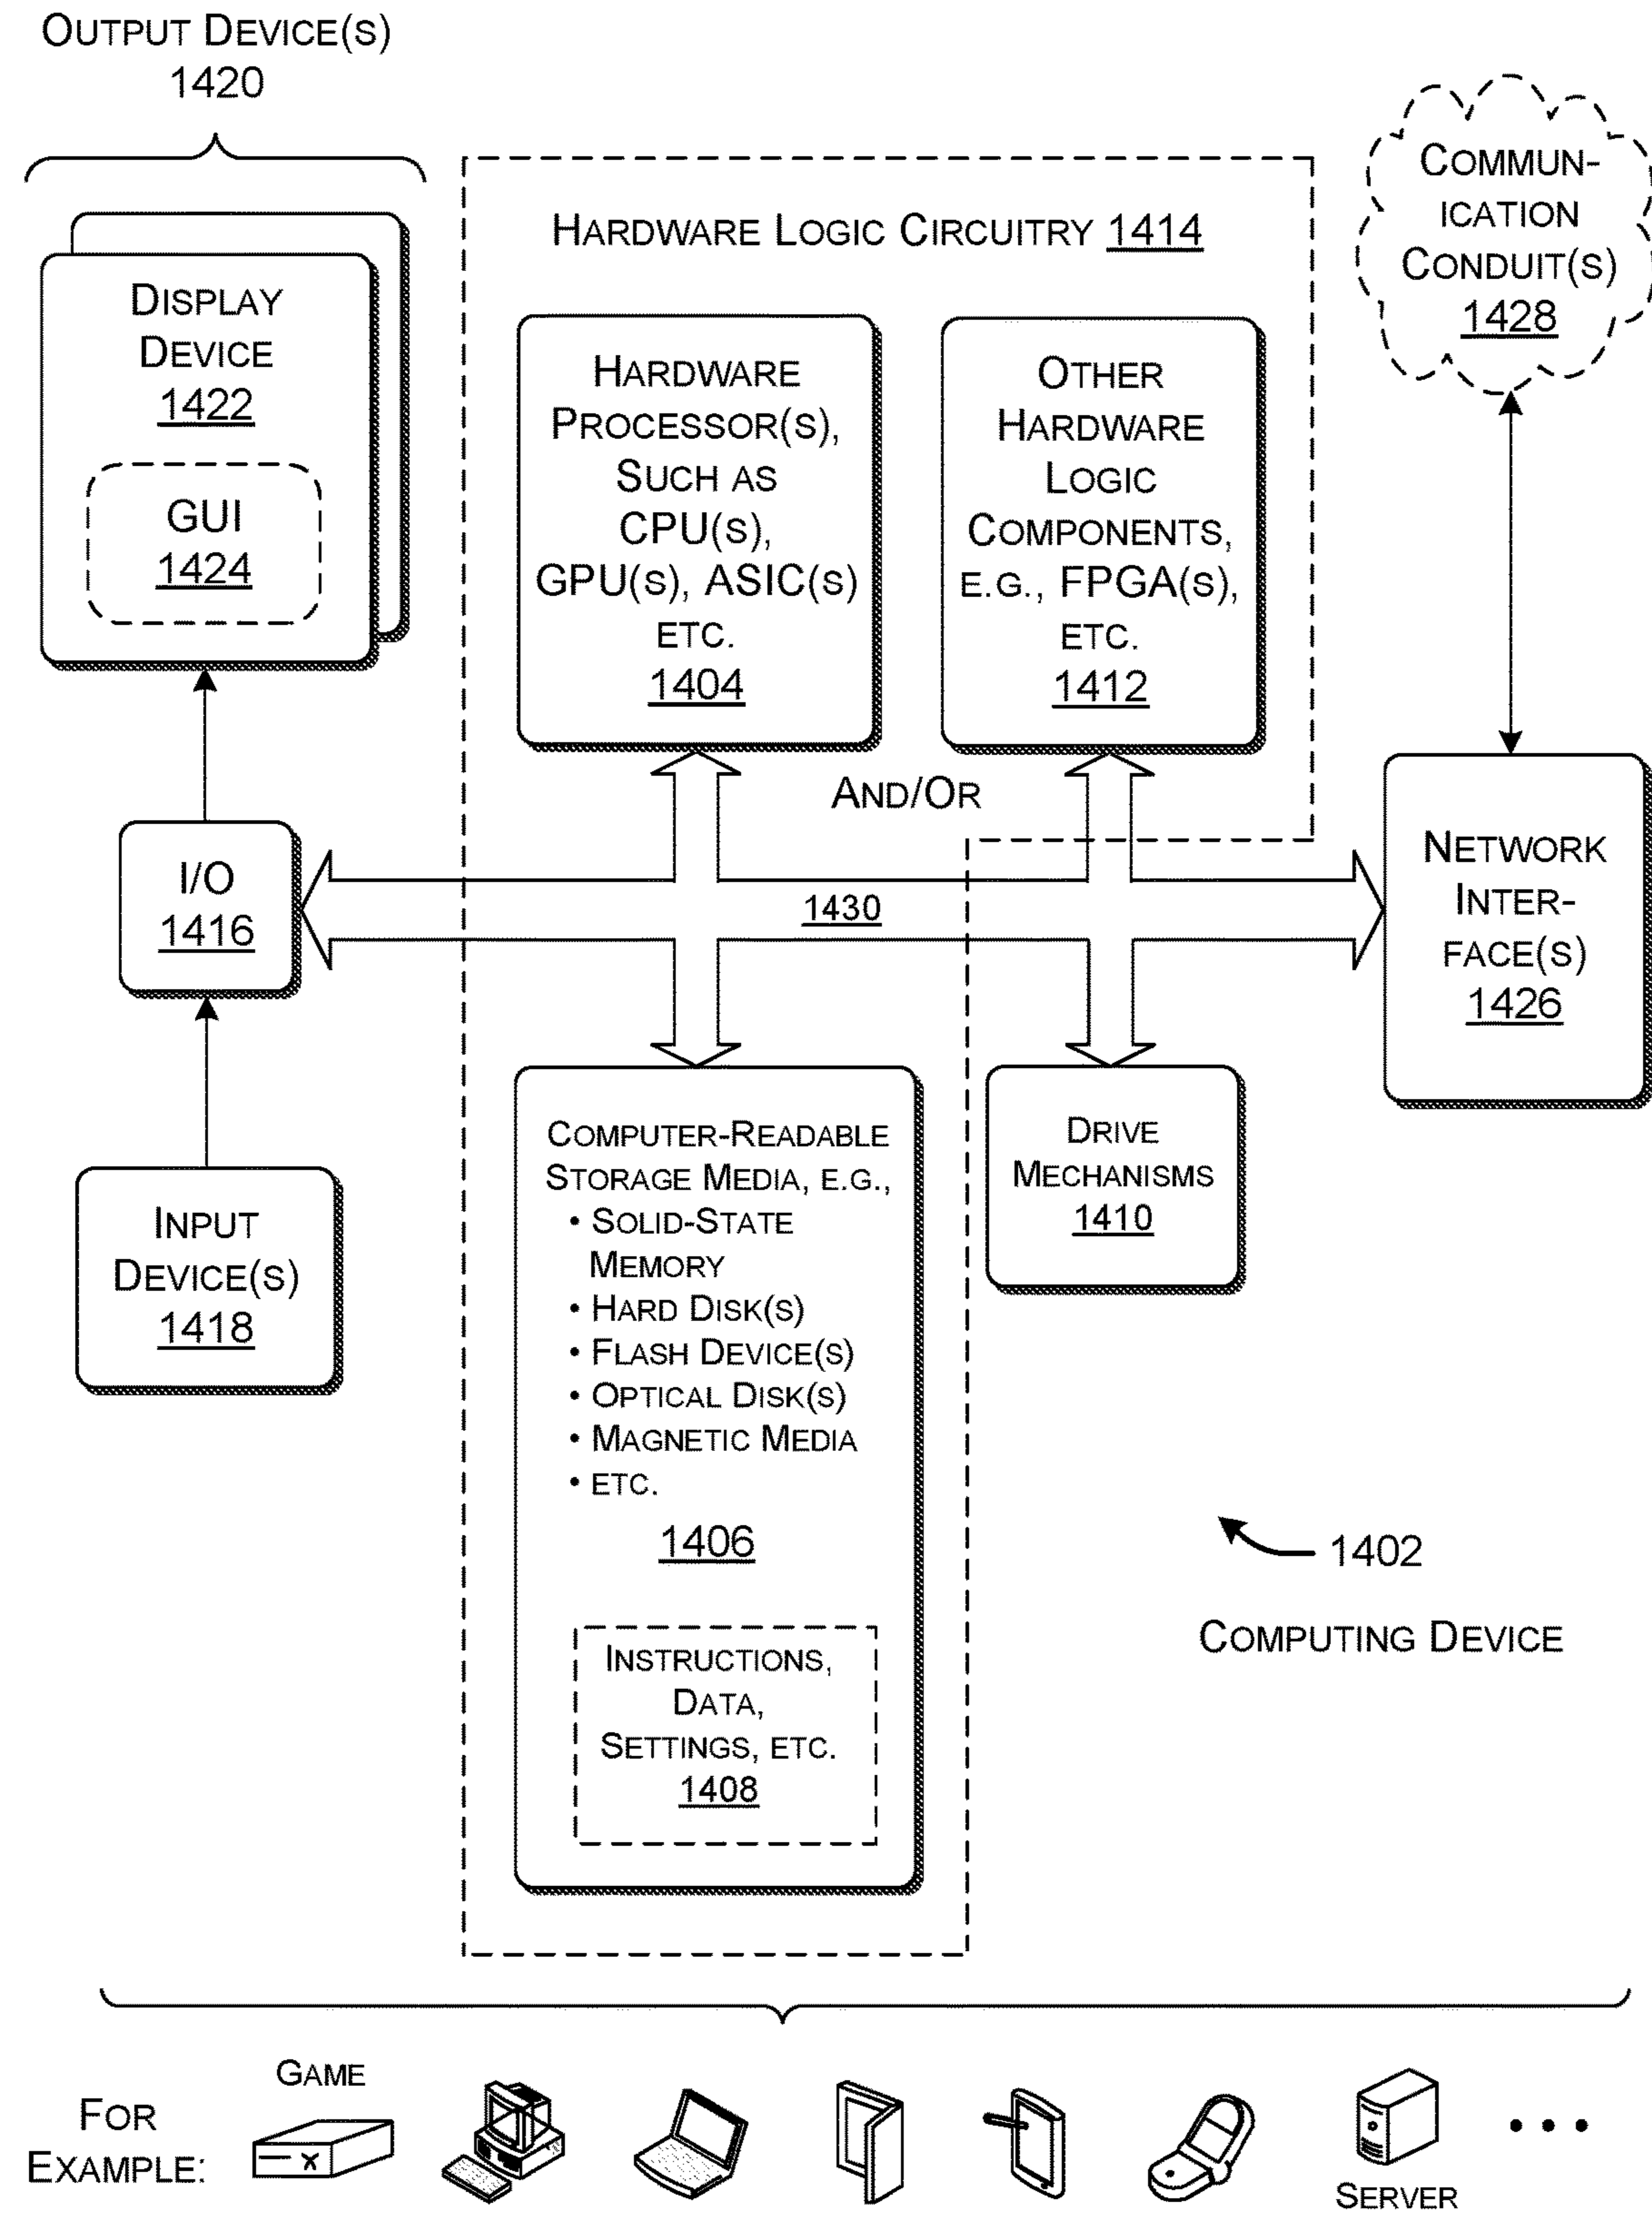 OUTPUT DEVICE(S)
1420
DISPLAY
DEVICE
1422
GUI
1424
I/O
1416
INPUT
DEVICE(S)
1418
HARDWARE LOGIC CIRCUITRY 1414
HARDWARE
PROCESSOR(S),
SUCH AS
CPU(S),
GPU(S), ASIC(S)
ETC.
1404
OTHER
HARDWARE
LOGIC
COMPONENTS,
E.G., FPGA(S),
ETC.
1412
AND/OR
1430
COMPUTER-READABLE
STORAGE MEDIA, E.G.,
• SOLID-STATE
MEMORY
• HARD DISK(S)
• FLASH DEVICE(S)
• OPTICAL DISK(S)
• MAGNETIC MEDIA
• ETC.
1406
INSTRUCTIONS,
DATA,
SETTINGS, ETC.
1408
DRIVE
MECHANISMS
1410
COMMUN-
ICATION
CONDUIT(S)
1428
NETWORK
INTER-
FACE(S)
1426
1402
COMPUTING DEVICE
FOR
EXAMPLE:
GAME
X
SERVER
• • •